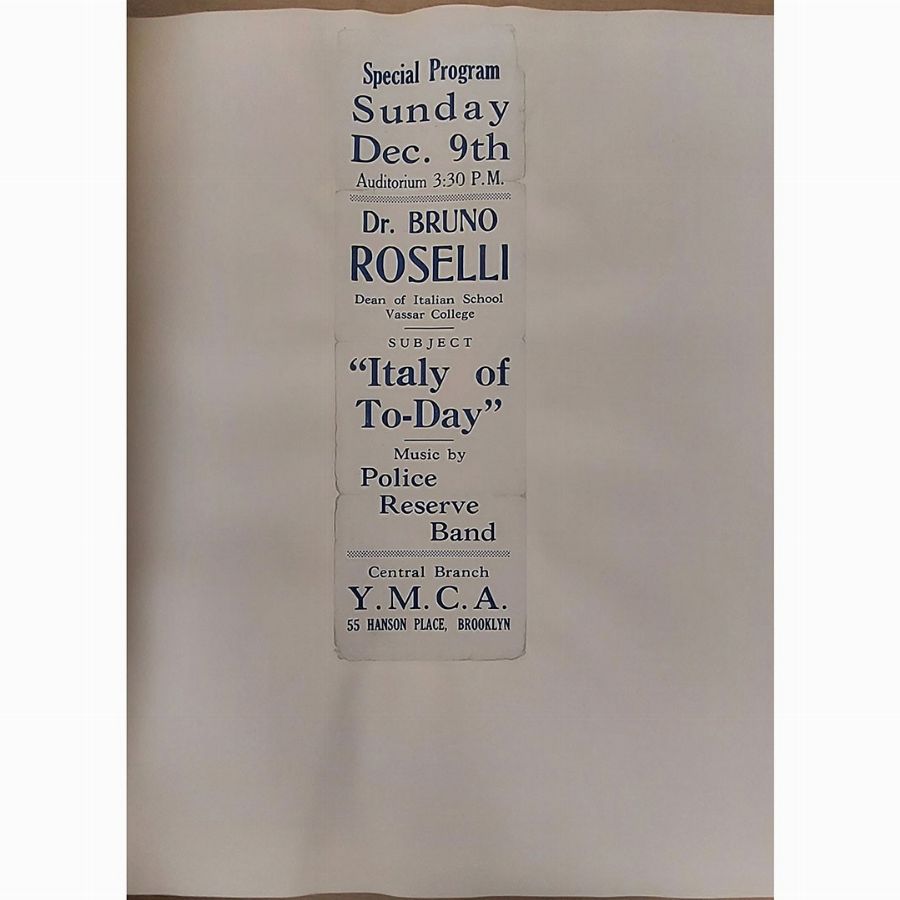 Special Program
Sunday
Dec. 9th
Auditorium 3:30 P.M.
Dr. BRUNO
ROSELLI
Dean of Italian School
Vassar College
SUBJECT
“Italy of
To-Day”
Music by
Police
Reserve
Band
Central Branch
Y.M.C.A.
55 HANSON PLACE, BROOKLYN